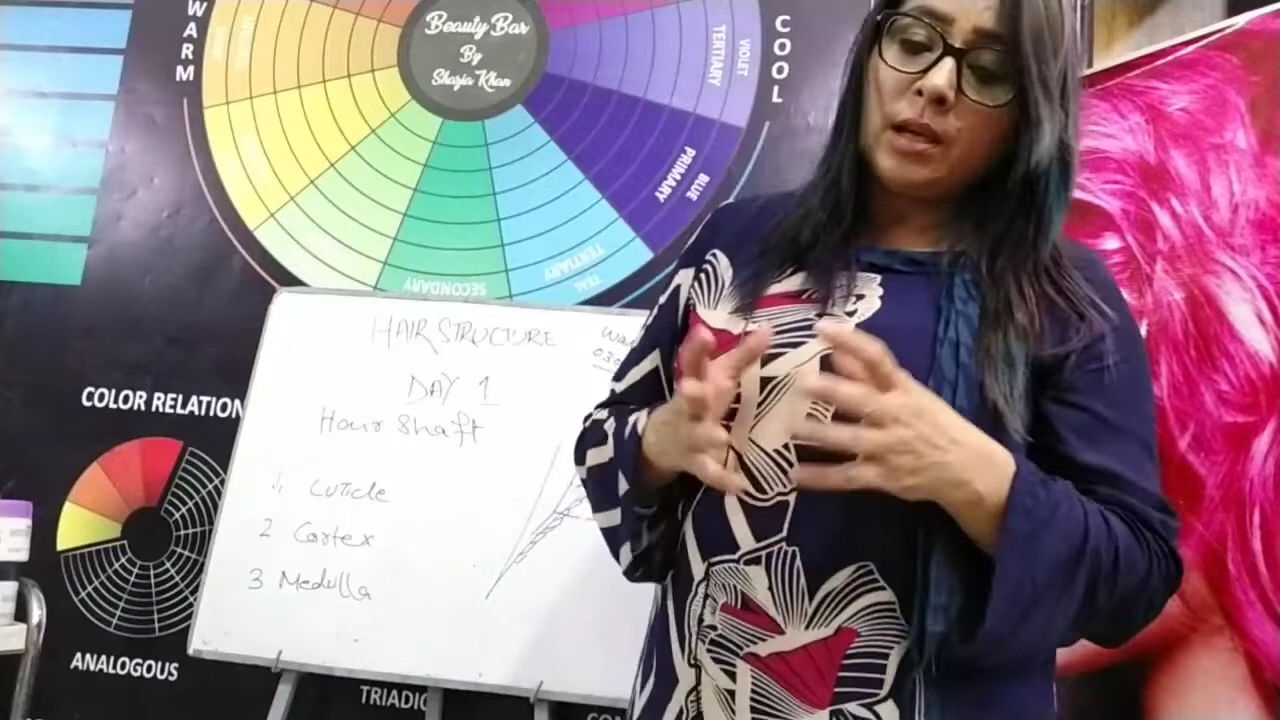 WARM
Beauty Bar
By
Shazia Khan
COOL
VIOLET
TERTIARY
BLUE
PRIMARY
TEAL
TERTIARY
SECONDARY
HAIR STRUCTURE
DAY 1
Hair Shaft
1. Cuticle
2 Cortex
3 Medulla
COLOR RELATION
ANALOGOUS
TRIADIC